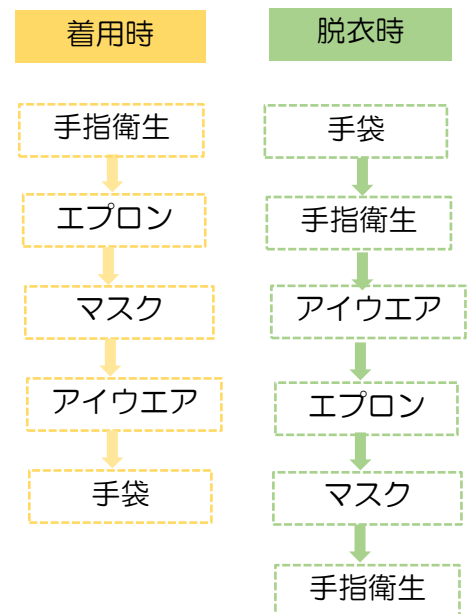 着用時
手指衛生
エプロン
マスク
アイウエア
手袋
脱衣時
手袋
手指衛生
アイウエア
エプロン
マスク
手指衛生